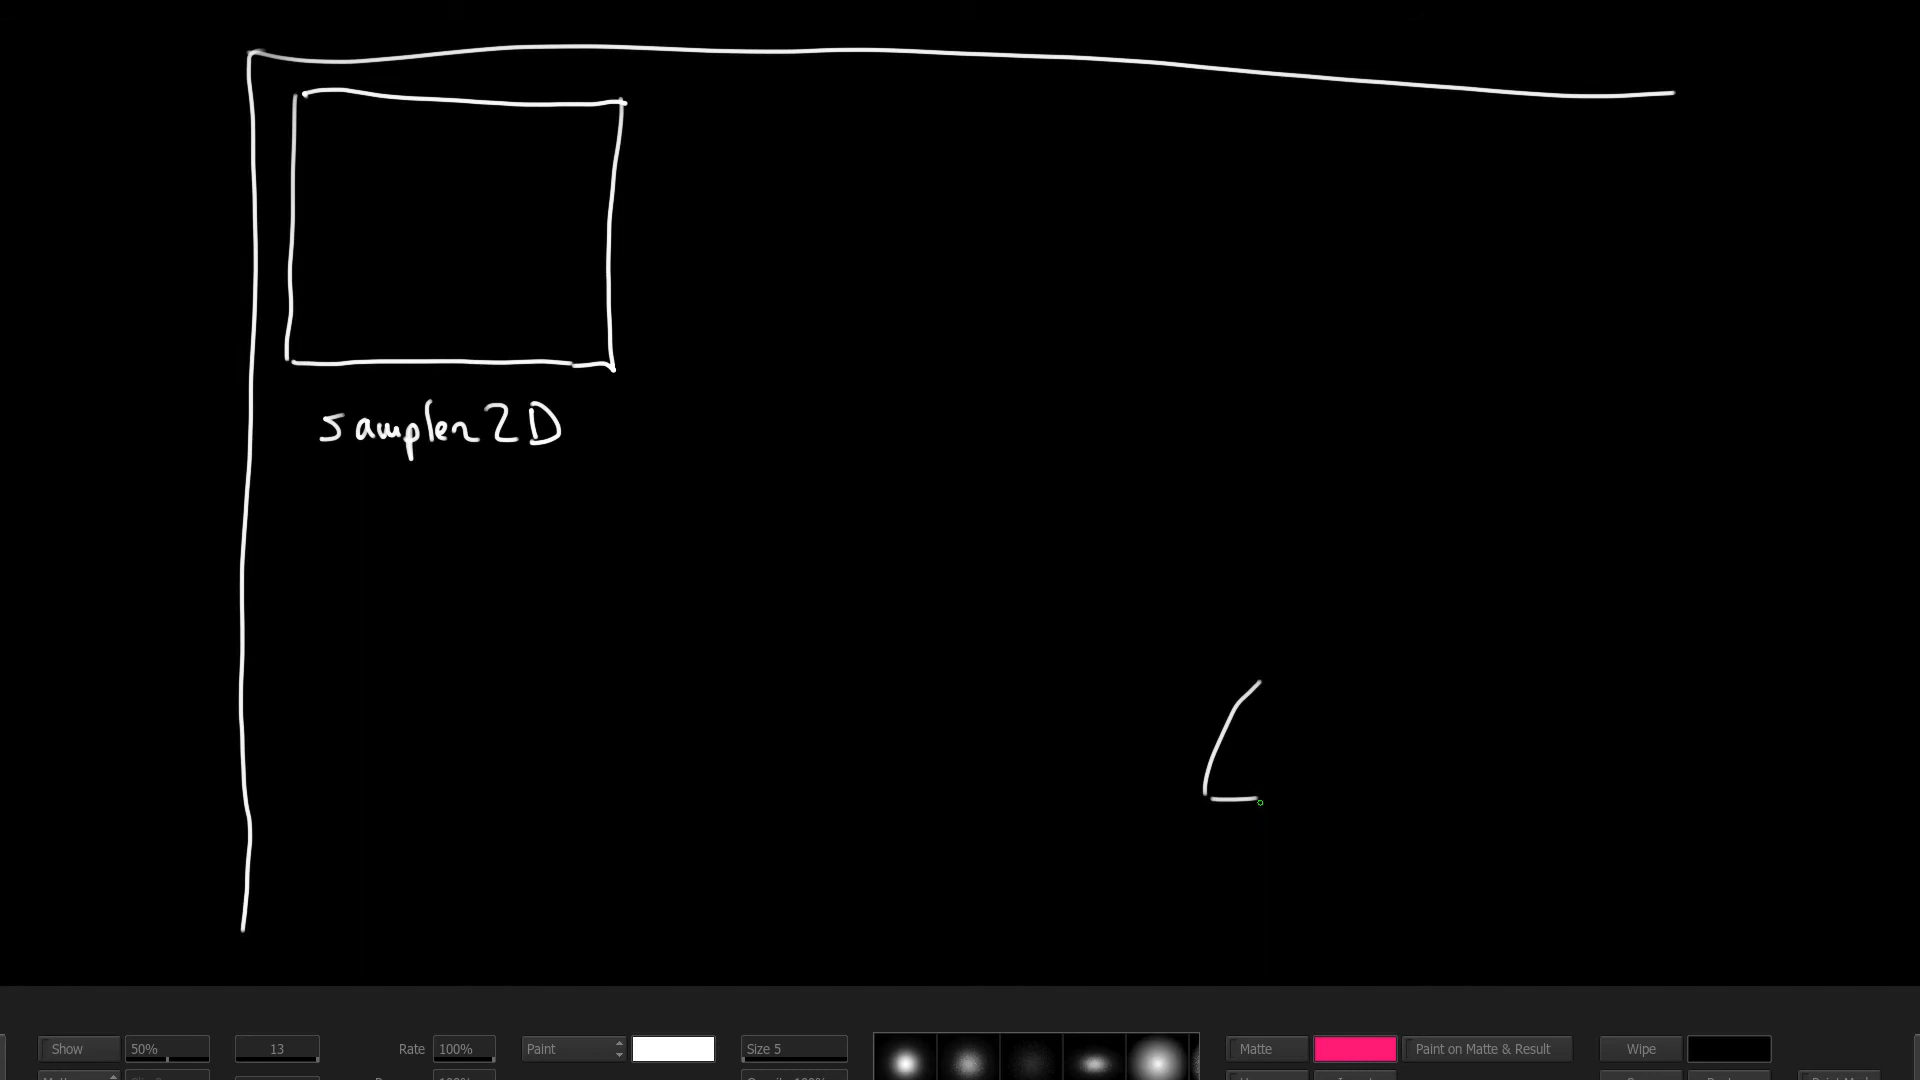 sampler2D
Show 50% 13 Rate 100% Paint Size 5 Matte Paint on Matte & Result Wipe